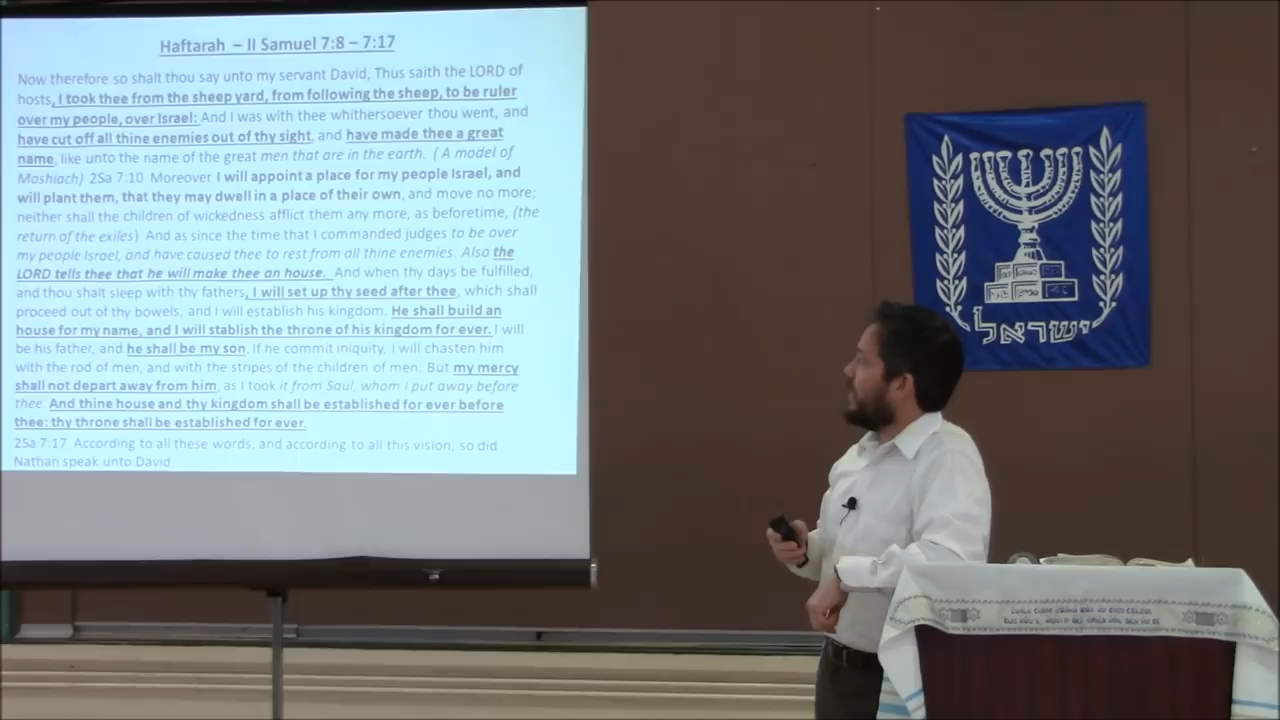 Haftarah – II Samuel 7:8 – 7:17
Now therefore so shalt thou say unto my servant David, Thus saith the LORD of
hosts, I took thee from the sheep yard, from following the sheep, to be ruler
over my people, over Israel: And I was with thee whithersoever thou went, and
have cut off all thine enemies out of thy sight, and have made thee a great
name, like unto the name of the great men that are in the earth. ( A model of
Moshiach) 2Sa 7:10 Moreover I will appoint a place for my people Israel, and
will plant them, that they may dwell in a place of their own, and move no more;
neither shall the children of wickedness afflict them any more, as beforetime, (the
return of the exiles) And as since the time that I commanded judges to be over
my people Israel, and have caused thee to rest from all thine enemies. Also the
LORD tells thee that he will make thee an house. And when thy days be fulfilled,
and thou shalt sleep with thy fathers, I will set up thy seed after thee, which shall
proceed out of thy bowels, and I will establish his kingdom. He shall build an
house for my name, and I will stablish the throne of his kingdom for ever. I will
be his father, and he shall be my son. If he commit iniquity, I will chasten him
with the rod of men, and with the stripes of the children of men: But my mercy
shall not depart away from him, as I took it from Saul, whom I put away before
thee. And thine house and thy kingdom shall be established for ever before
thee: thy throne shall be established for ever.
2Sa 7:17 According to all these words, and according to all this vision, so did
Nathan speak unto David
ישראל